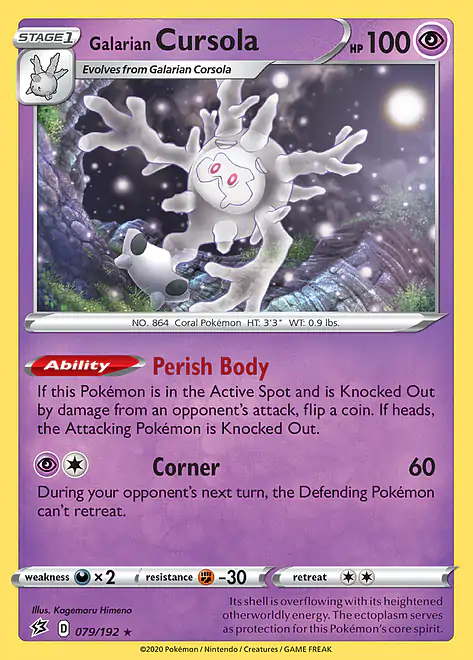 STAGE 1
Galarian Cursola
HP 100
Evolves from Galarian Corsola
NO. 864 Coral Pokémon HT: 3'3" WT: 0.9 lbs.
Ability Perish Body
If this Pokémon is in the Active Spot and is Knocked Out
by damage from an opponent's attack, flip a coin. If heads,
the Attacking Pokémon is Knocked Out.
Corner 60
During your opponent's next turn, the Defending Pokémon
can't retreat.
weakness ×2 resistance -30 retreat
Illus. Kagemaru Himeno
D 079/192 ★
Its shell is overflowing with its heightened
otherworldly energy. The ectoplasm serves
as protection for this Pokémon's core spirit.
©2020 Pokémon / Nintendo / Creatures / GAME FREAK